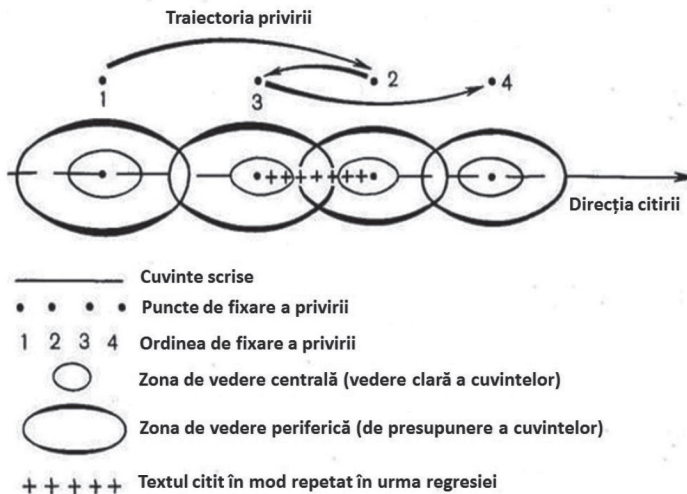 Traiectoria privirii
1
3
2
4
+++++++
Direcția citirii
Cuvinte scrise
Puncte de fixare a privirii
1 2 3 4 Ordinea de fixare a privirii
Zona de vedere centrală (vedere clară a cuvintelor)
Zona de vedere periferică (de presupunere a cuvintelor)
+++++ Textul citit în mod repetat în urma regresiei